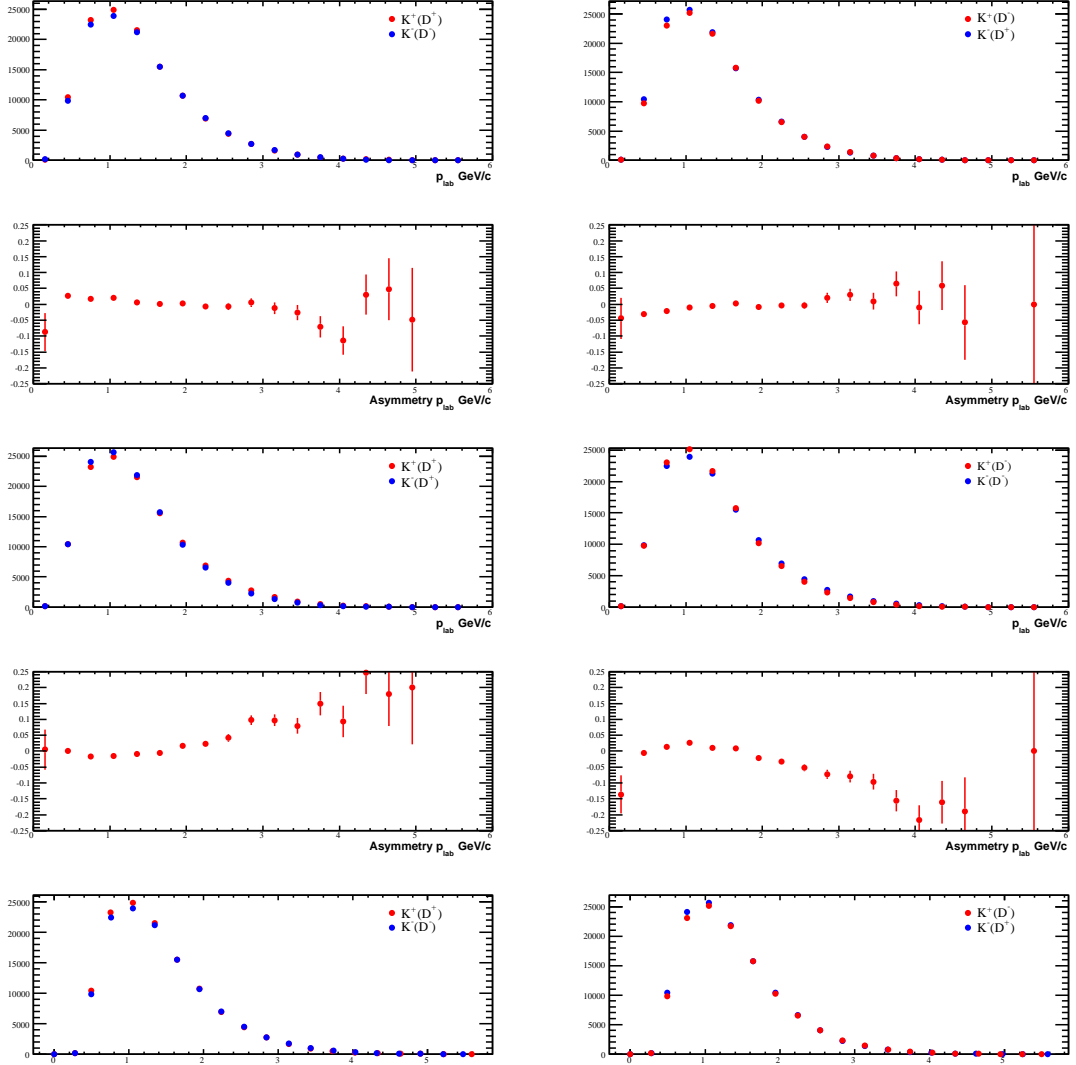 25000
20000
15000
10000
5000
0
K⁺(D⁺)
K⁻(D⁻)
0 1 2 3 4 5 6
p_lab GeV/c
25000
20000
15000
10000
5000
0
K⁺(D⁻)
K⁻(D⁺)
0 1 2 3 4 5 6
p_lab GeV/c
0.25
0.2
0.15
0.1
0.05
0
-0.05
-0.1
-0.15
-0.2
-0.25
0 1 2 3 4 5 6
Asymmetry p_lab GeV/c
0.25
0.2
0.15
0.1
0.05
0
-0.05
-0.1
-0.15
-0.2
-0.25
0 1 2 3 4 5 6
Asymmetry p_lab GeV/c
25000
20000
15000
10000
5000
0
K⁺(D⁺)
K⁻(D⁺)
0 1 2 3 4 5 6
p_lab GeV/c
25000
20000
15000
10000
5000
0
K⁺(D⁻)
K⁻(D⁻)
0 1 2 3 4 5 6
p_lab GeV/c
0.25
0.2
0.15
0.1
0.05
0
-0.05
-0.1
-0.15
-0.2
-0.25
0 1 2 3 4 5 6
Asymmetry p_lab GeV/c
0.25
0.2
0.15
0.1
0.05
0
-0.05
-0.1
-0.15
-0.2
-0.25
0 1 2 3 4 5 6
Asymmetry p_lab GeV/c
25000
20000
15000
10000
5000
0
K⁺(D⁺)
K⁻(D⁻)
0 1 2 3 4 5
25000
20000
15000
10000
5000
0
K⁺(D⁻)
K⁻(D⁺)
0 1 2 3 4 5